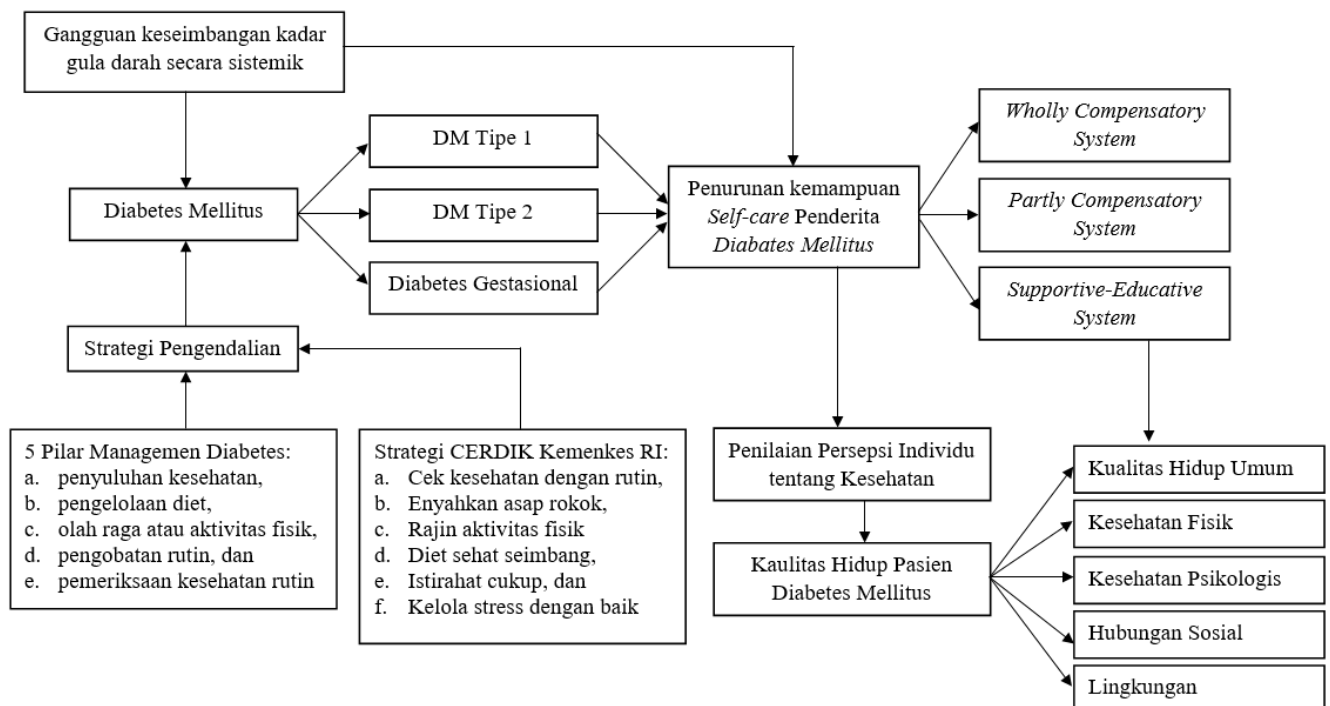 Gangguan keseimbangan kadar
gula darah secara sistemik
Diabetes Mellitus
DM Tipe 1
DM Tipe 2
Diabetes Gestasional
Penurunan kemampuan
Self-care Penderita
Diabates Mellitus
Wholly Compensatory
System
Partly Compensatory
System
Supportive-Educative
System
Strategi Pengendalian
5 Pilar Managemen Diabetes:
a. penyuluhan kesehatan,
b. pengelolaan diet,
c. olah raga atau aktivitas fisik,
d. pengobatan rutin, dan
e. pemeriksaan kesehatan rutin
Strategi CERDIK Kemenkes RI:
a. Cek kesehatan dengan rutin,
b. Enyahkan asap rokok,
c. Rajin aktivitas fisik
d. Diet sehat seimbang,
e. Istirahat cukup, dan
f. Kelola stress dengan baik
Penilaian Persepsi Individu
tentang Kesehatan
Kaulitas Hidup Pasien
Diabetes Mellitus
Kualitas Hidup Umum
Kesehatan Fisik
Kesehatan Psikologis
Hubungan Sosial
Lingkungan